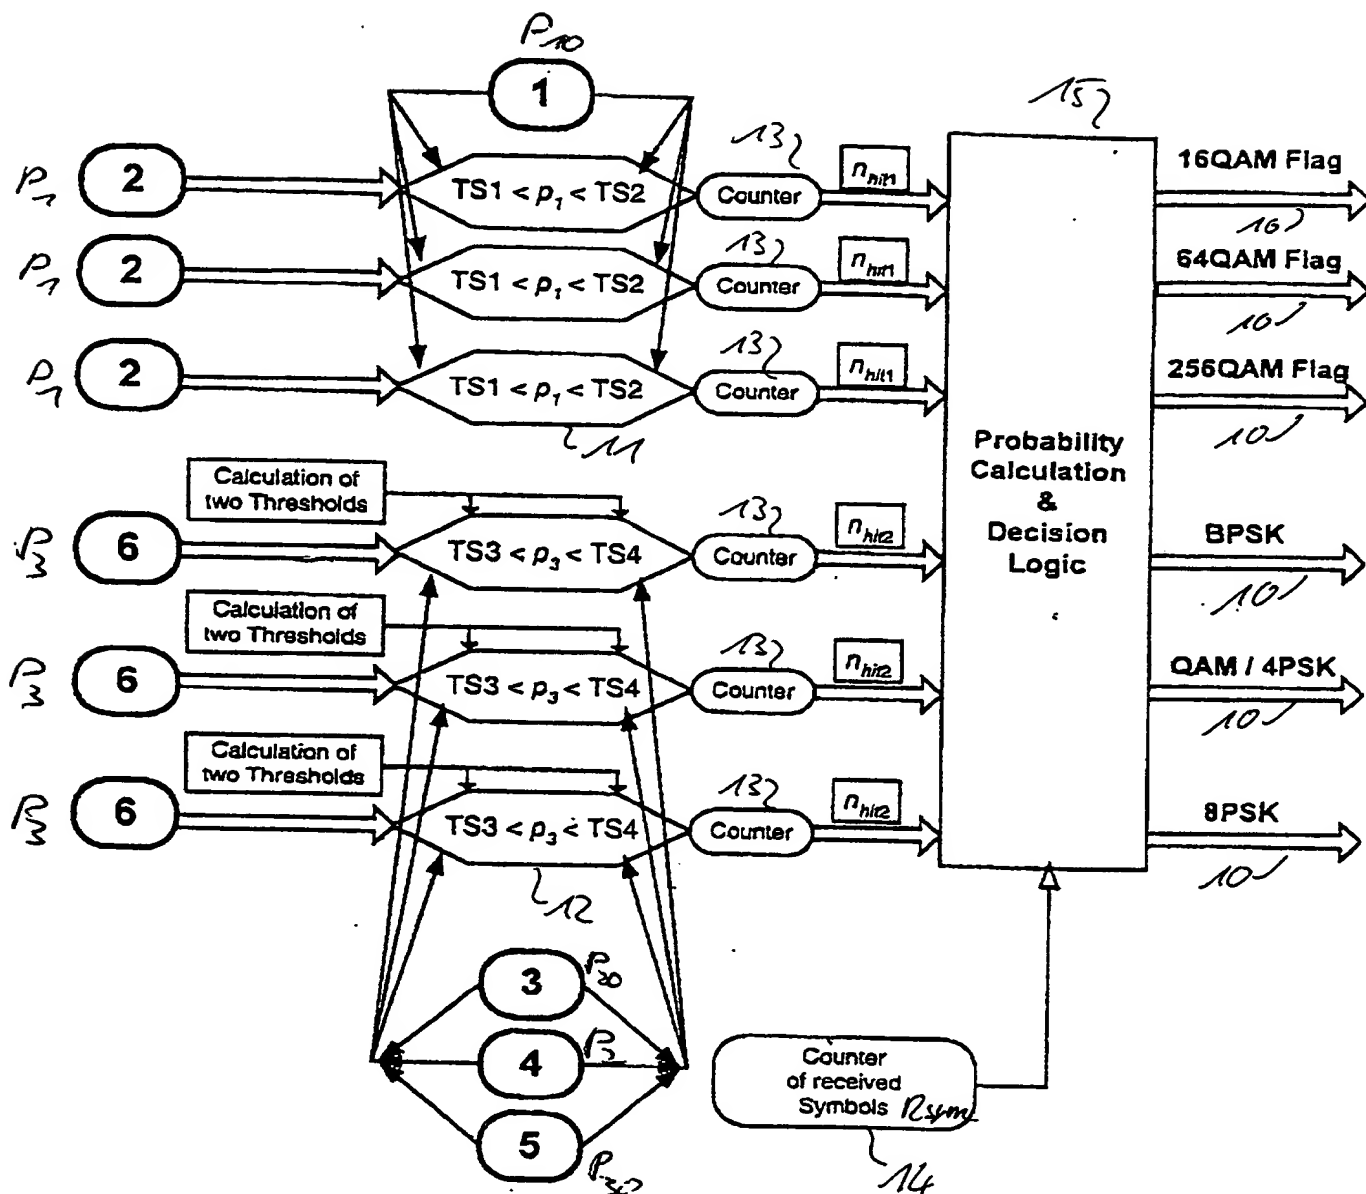 P10
1
15
P1
2
TS1 < p1 < TS2
13
Counter
nhit1
16QAM Flag
10
P1
2
TS1 < p1 < TS2
13
Counter
nhit1
64QAM Flag
10
P1
2
TS1 < p1 < TS2
13
Counter
nhit1
256QAM Flag
10
11
Probability
Calculation
&
Decision
Logic
Calculation of
two Thresholds
P3
6
TS3 < p3 < TS4
13
Counter
nhit2
BPSK
10
Calculation of
two Thresholds
P3
6
TS3 < p3 < TS4
13
Counter
nhit2
QAM / 4PSK
10
Calculation of
two Thresholds
P3
6
TS3 < p3 < TS4
13
Counter
nhit2
8PSK
10
12
3
P20
4
5
P30
Counter
of received
Symbols nsym
14